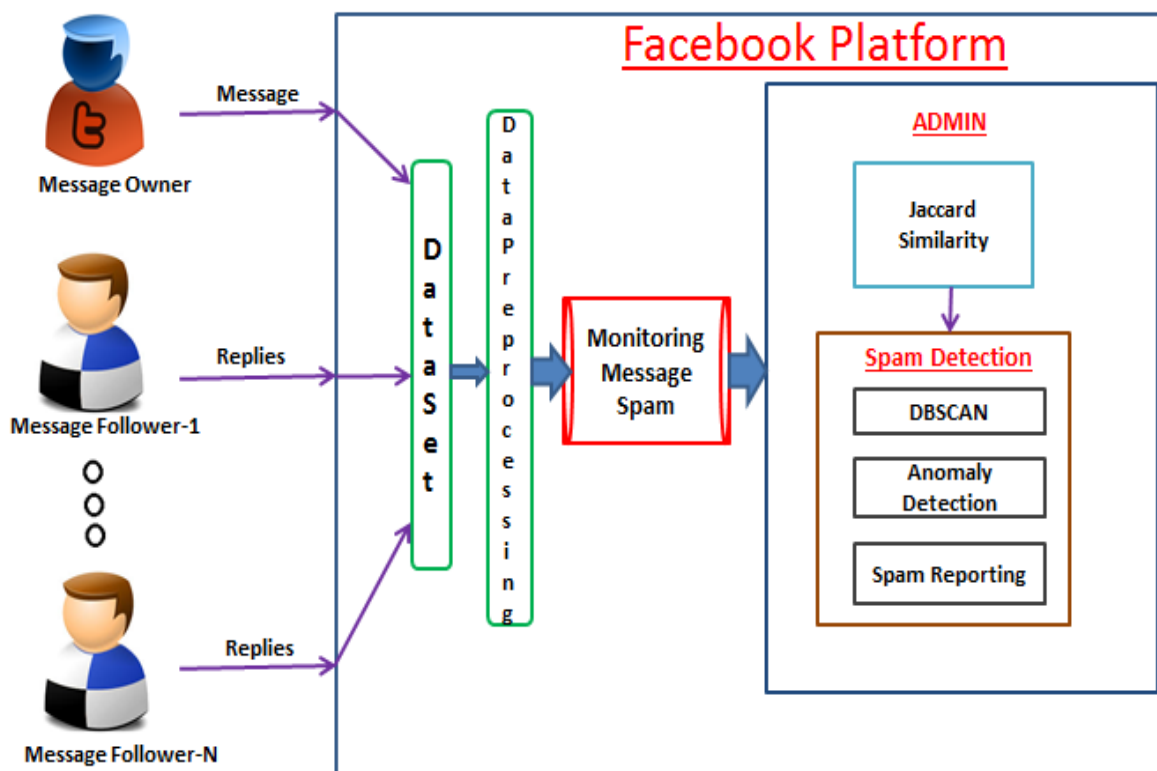 Facebook Platform
Message
Message Owner
Replies
Message Follower-1
Replies
Message Follower-N
DataSet
DataPreprocessing
Monitoring
Message
Spam
ADMIN
Jaccard
Similarity
Spam Detection
DBSCAN
Anomaly
Detection
Spam Reporting
t